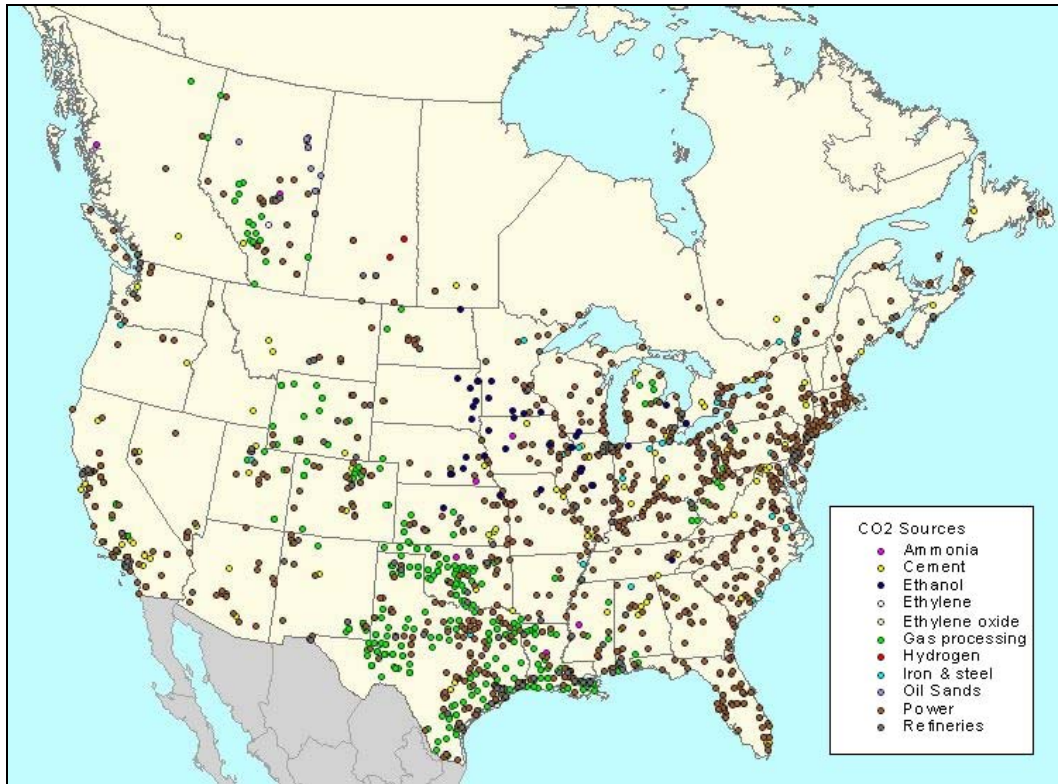 CO2 Sources
Ammonia
Cement
Ethanol
Ethylene
Ethylene oxide
Gas processing
Hydrogen
Iron & steel
Oil Sands
Power
Refineries